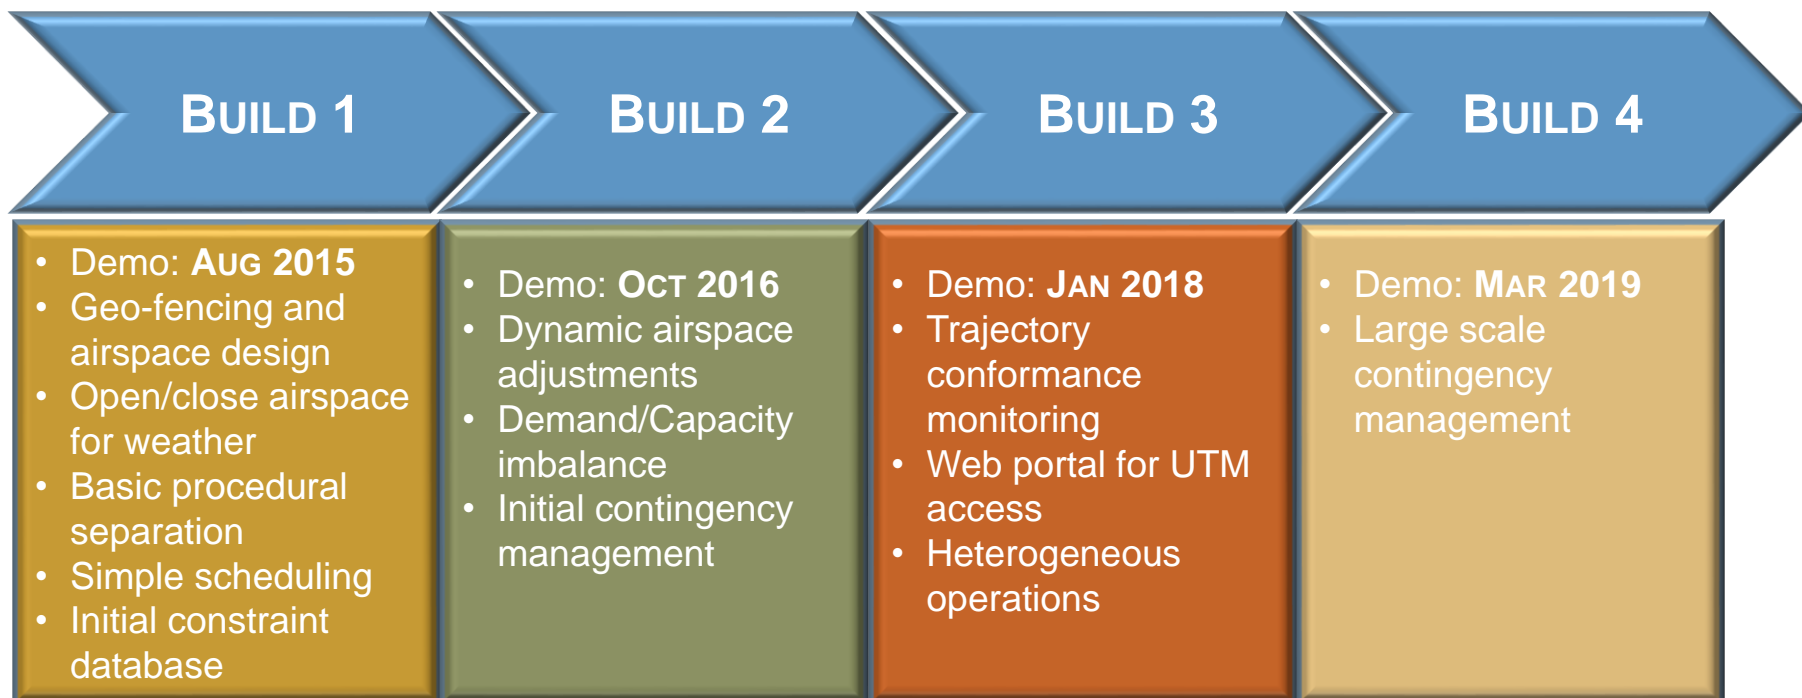 BUILD 1
BUILD 2
BUILD 3
BUILD 4
• Demo: AUG 2015
• Geo-fencing and
airspace design
• Open/close airspace
for weather
• Basic procedural
separation
• Simple scheduling
• Initial constraint
database
• Demo: OCT 2016
• Dynamic airspace
adjustments
• Demand/Capacity
imbalance
• Initial contingency
management
• Demo: JAN 2018
• Trajectory
conformance
monitoring
• Web portal for UTM
access
• Heterogeneous
operations
• Demo: MAR 2019
• Large scale
contingency
management